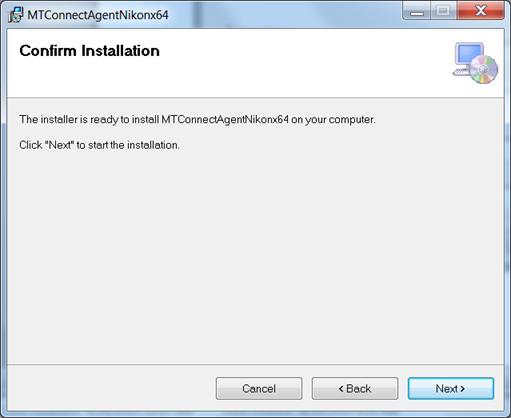 MTConnectAgentNikonx64
Confirm Installation
The installer is ready to install MTConnectAgentNikonx64 on your computer.
Click "Next" to start the installation.
Cancel
< Back
Next >